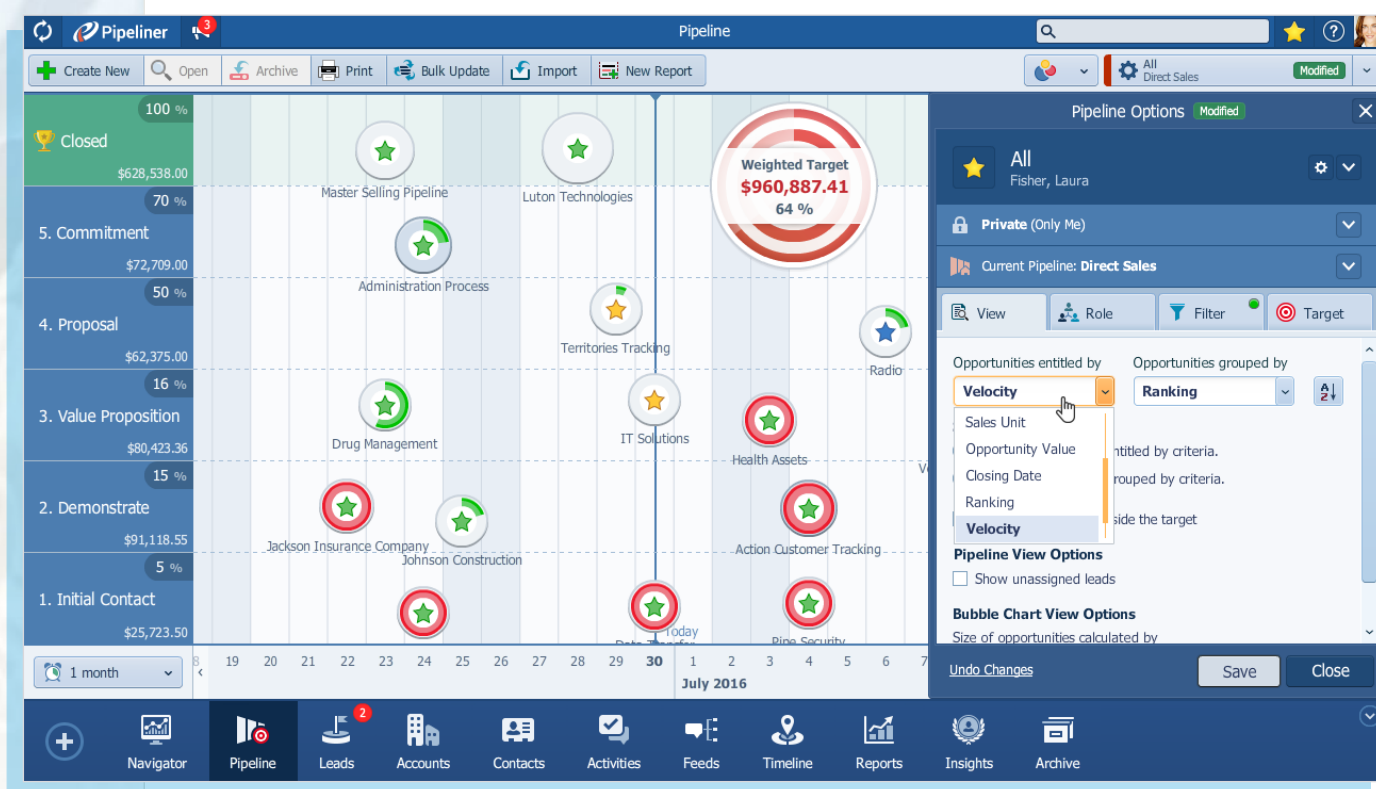 Pipeliner
3
Pipeline
?
Create New
Open
Archive
Print
Bulk Update
Import
New Report
All
Direct Sales
Modified
100 %
Closed
$628,538.00
70 %
5. Commitment
$72,709.00
50 %
4. Proposal
$62,375.00
16 %
3. Value Proposition
$80,423.36
15 %
2. Demonstrate
$91,118.55
5 %
1. Initial Contact
$25,723.50
Master Selling Pipeline
Luton Technologies
Weighted Target
$960,887.41
64 %
Administration Process
Territories Tracking
Radio
Drug Management
IT Solutions
Health Assets
Jackson Insurance Company
Johnson Construction
Action Customer Tracking
Today
Pipe Security
Pipeline Options Modified
All
Fisher, Laura
Private (Only Me)
Current Pipeline: Direct Sales
View
Role
Filter
Target
Opportunities entitled by
Opportunities grouped by
Velocity
Ranking
A
Z
Sales Unit
Opportunity Value
Closing Date
Ranking
Velocity
ntitled by criteria.
rouped by criteria.
side the target
Pipeline View Options
Show unassigned leads
Bubble Chart View Options
Size of opportunities calculated by
Undo Changes
Save
Close
1 month
8 19 20 21 22 23 24 25 26 27 28 29 30 1 2 3 4 5 6 7
July 2016
Navigator
Pipeline
2
Leads
Accounts
Contacts
Activities
Feeds
Timeline
Reports
Insights
Archive